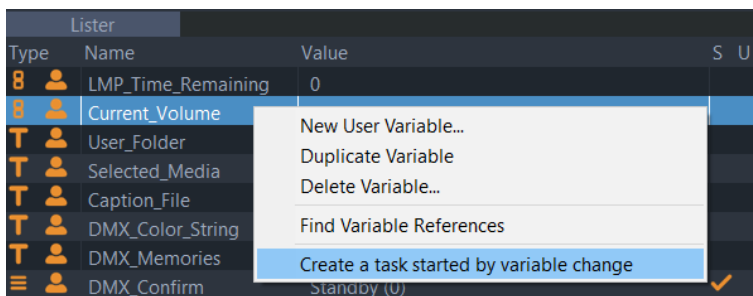 Lister
Type Name Value S U
LMP_Time_Remaining 0
Current_Volume
New User Variable...
User_Folder
Duplicate Variable
Selected_Media
Delete Variable...
Caption_File
Find Variable References
DMX_Color_String
DMX_Memories
Create a task started by variable change
DMX_Confirm Standby (0)